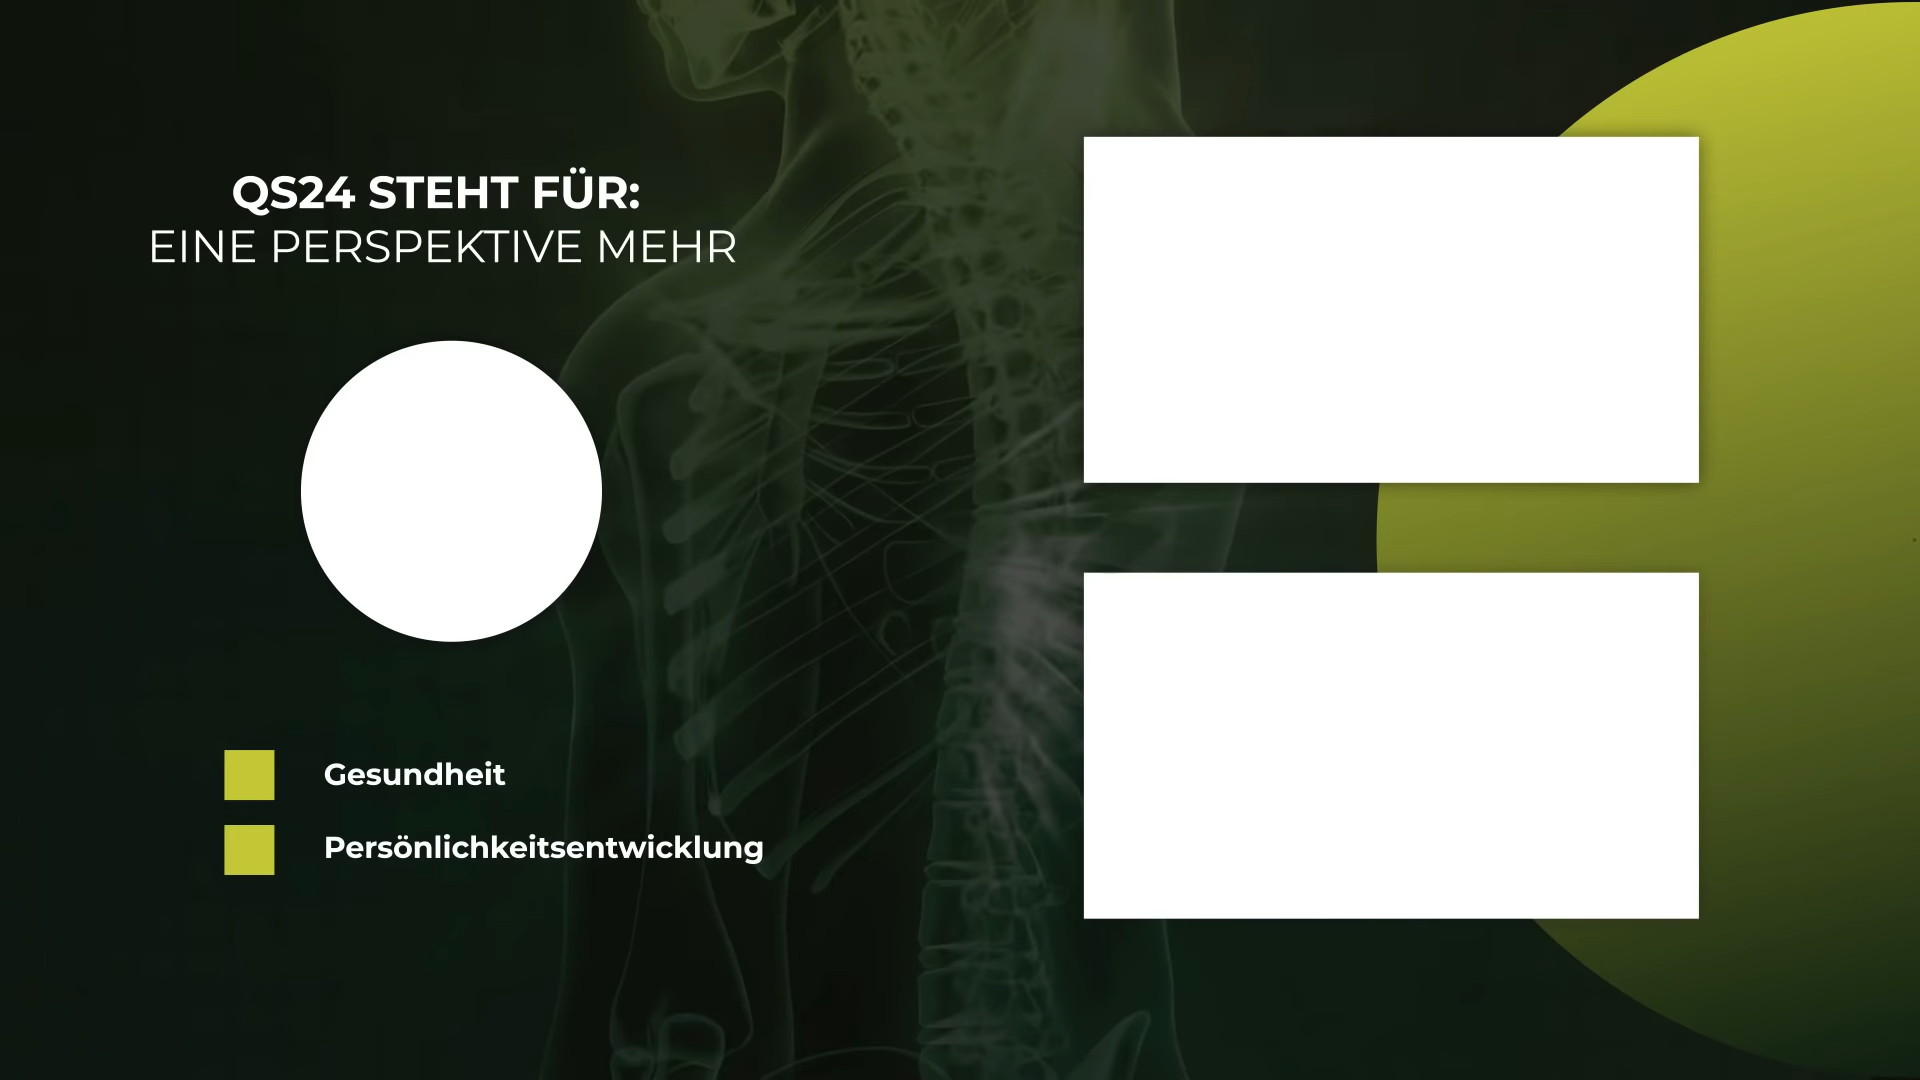 QS24 STEHT FÜR:
EINE PERSPEKTIVE MEHR
Gesundheit
Persönlichkeitsentwicklung